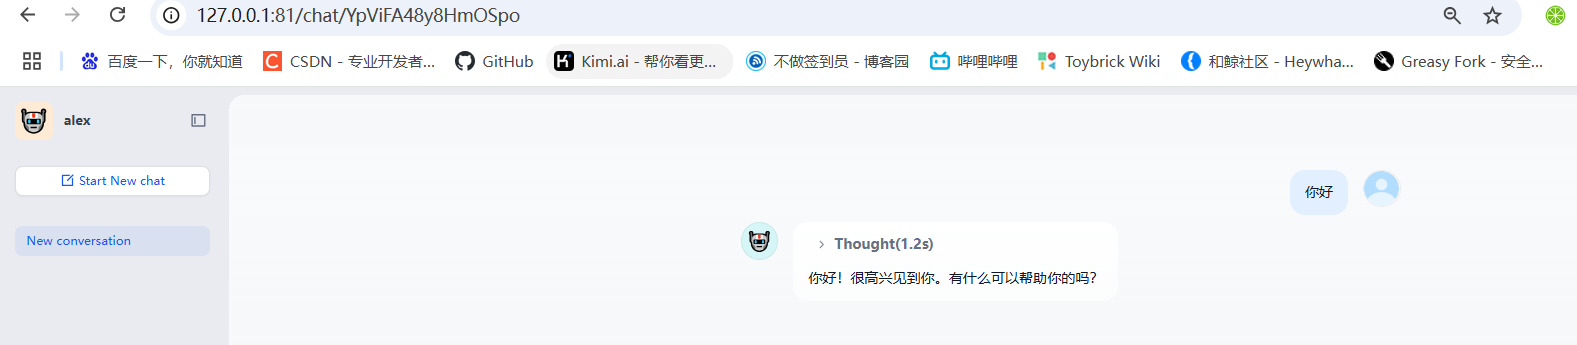 127.0.0.1:81/chat/YpViFA48y8HmOSpo
百度一下，你就知道 CSDN - 专业开发者... GitHub Kimi.ai - 帮你看更... 不做签到员 - 博客园 哔哩哔哩 Toybrick Wiki 和鲸社区 - Heywha... Greasy Fork - 安全...
alex
Start New chat
New conversation
你好
Thought(1.2s)
你好！很高兴见到你。有什么可以帮助你的吗？